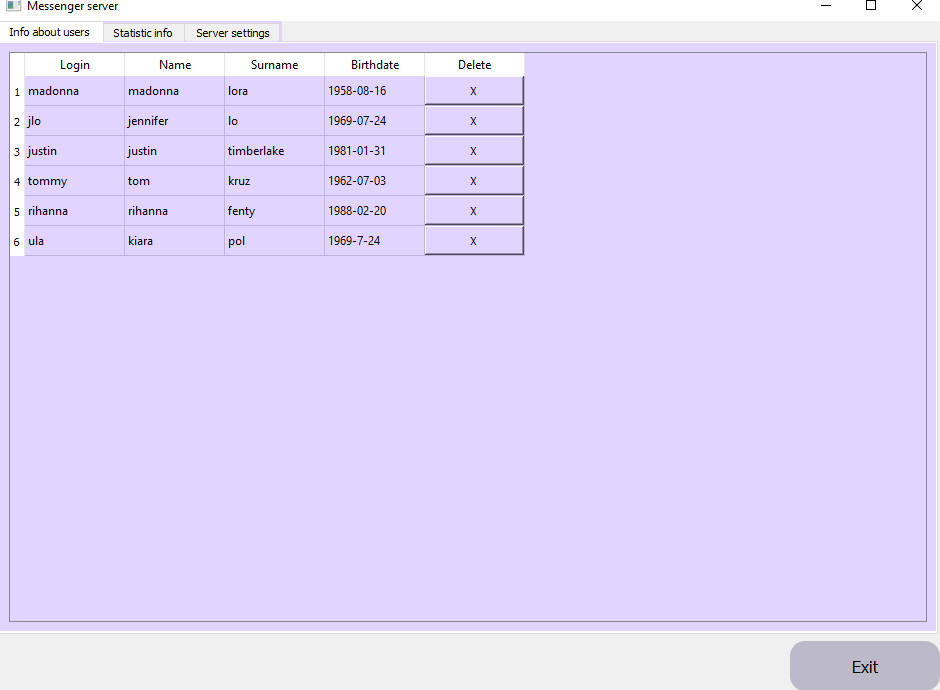 Messenger server
Info about users Statistic info Server settings
Login Name Surname Birthdate Delete
1 madonna madonna lora 1958-08-16 X
2 jlo jennifer lo 1969-07-24 X
3 justin justin timberlake 1981-01-31 X
4 tommy tom kruz 1962-07-03 X
5 rihanna rihanna fenty 1988-02-20 X
6 ula kiara pol 1969-7-24 X
Exit